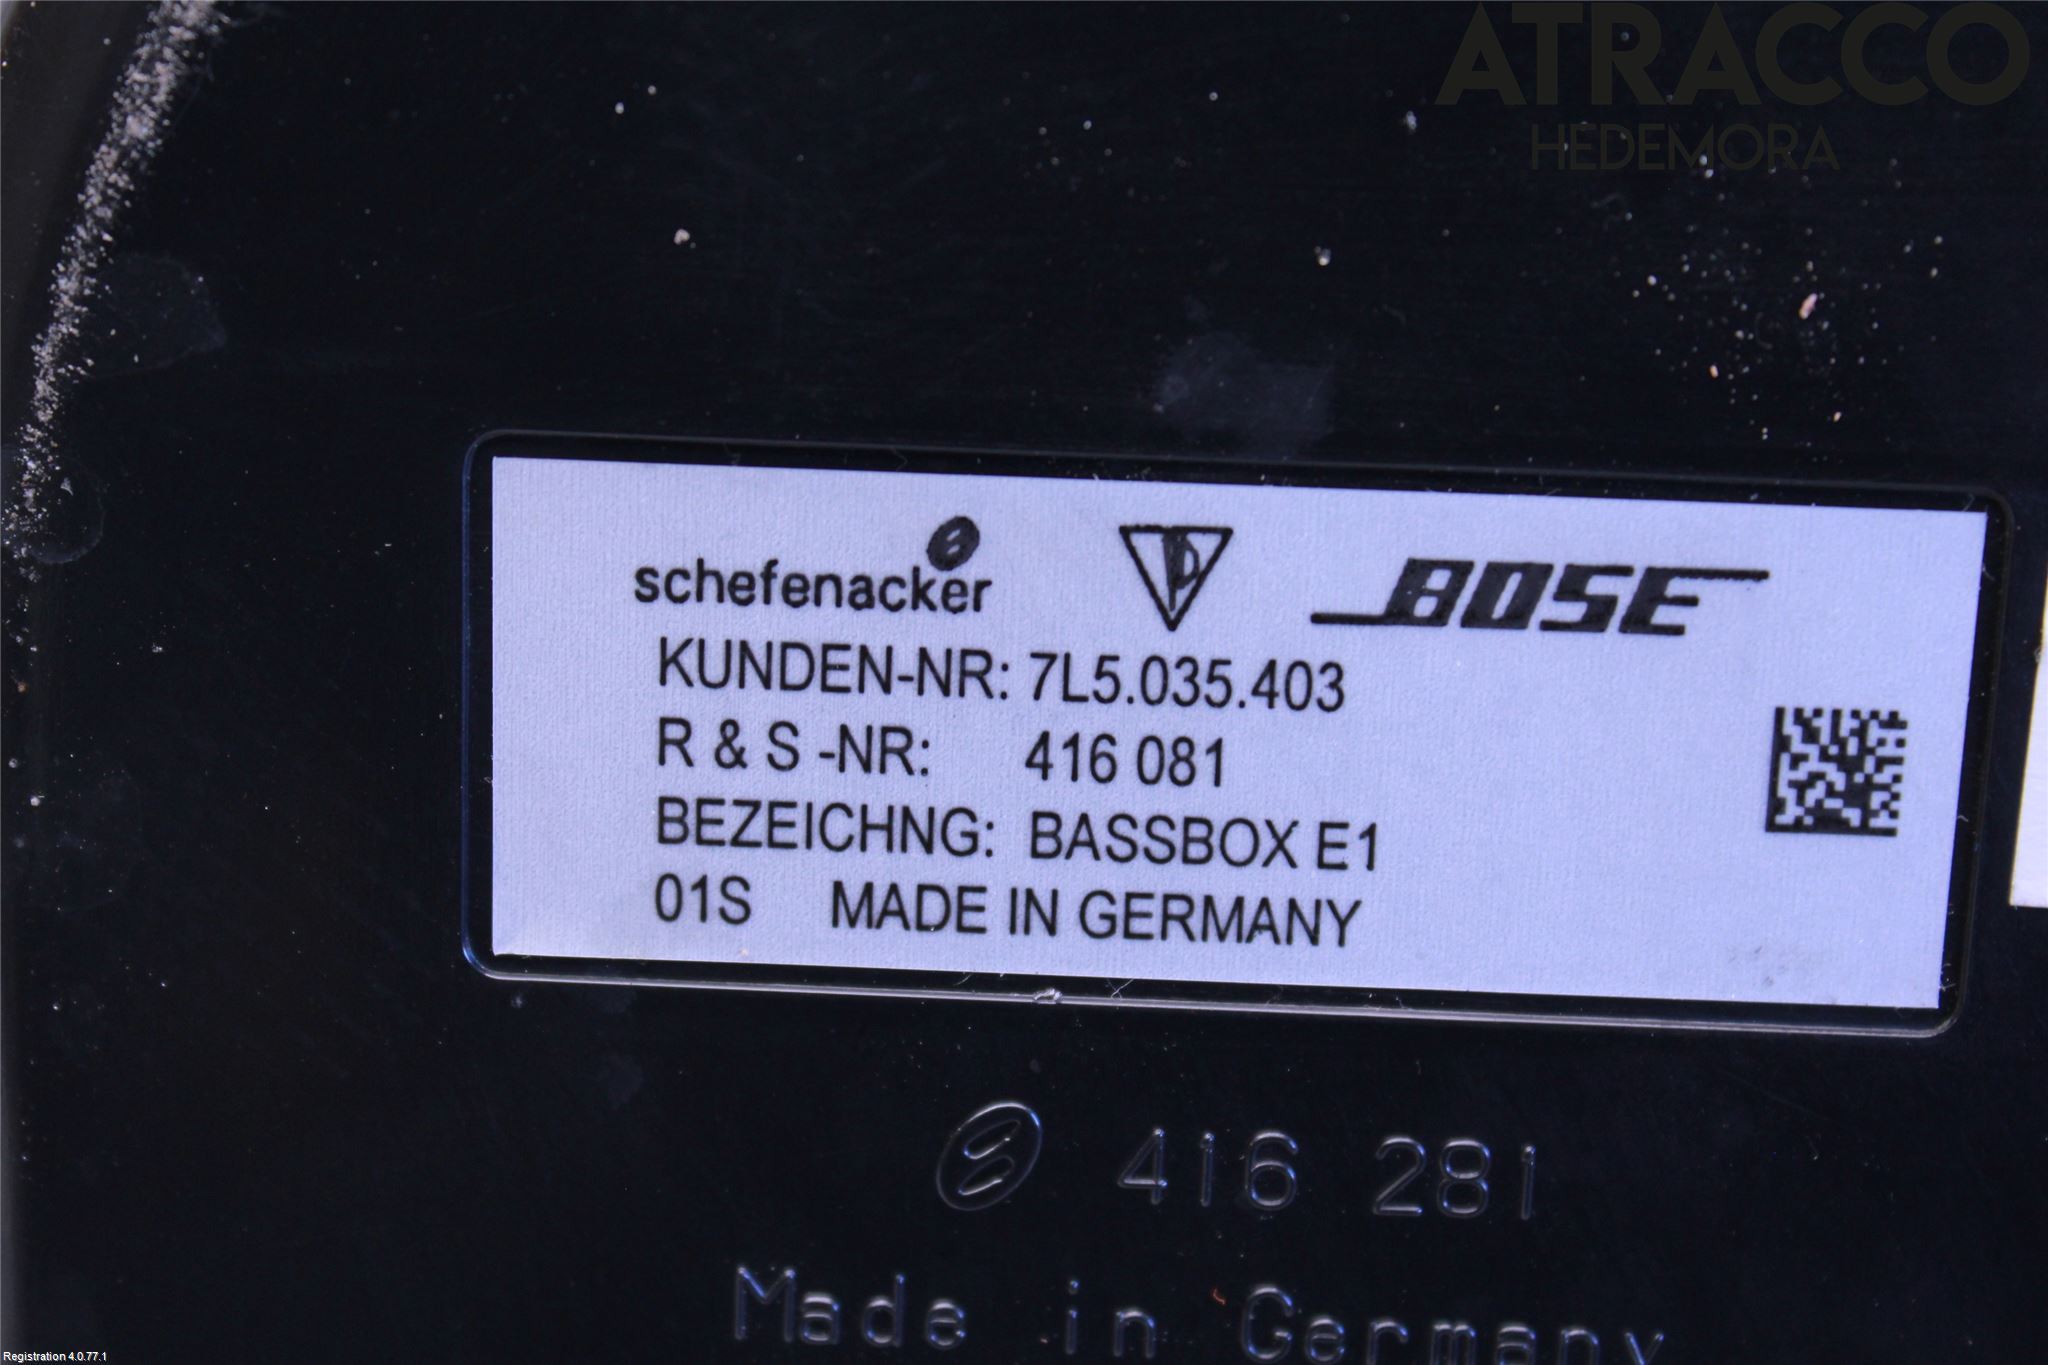 ATRACCO
HEDEMORA
schefenacker
BOSE
KUNDEN-NR: 7L5.035.403
R & S -NR: 416 081
BEZEICHNG: BASSBOX E1
01S MADE IN GERMANY
416 281
Made in Germany
Registration 4.0.77.1